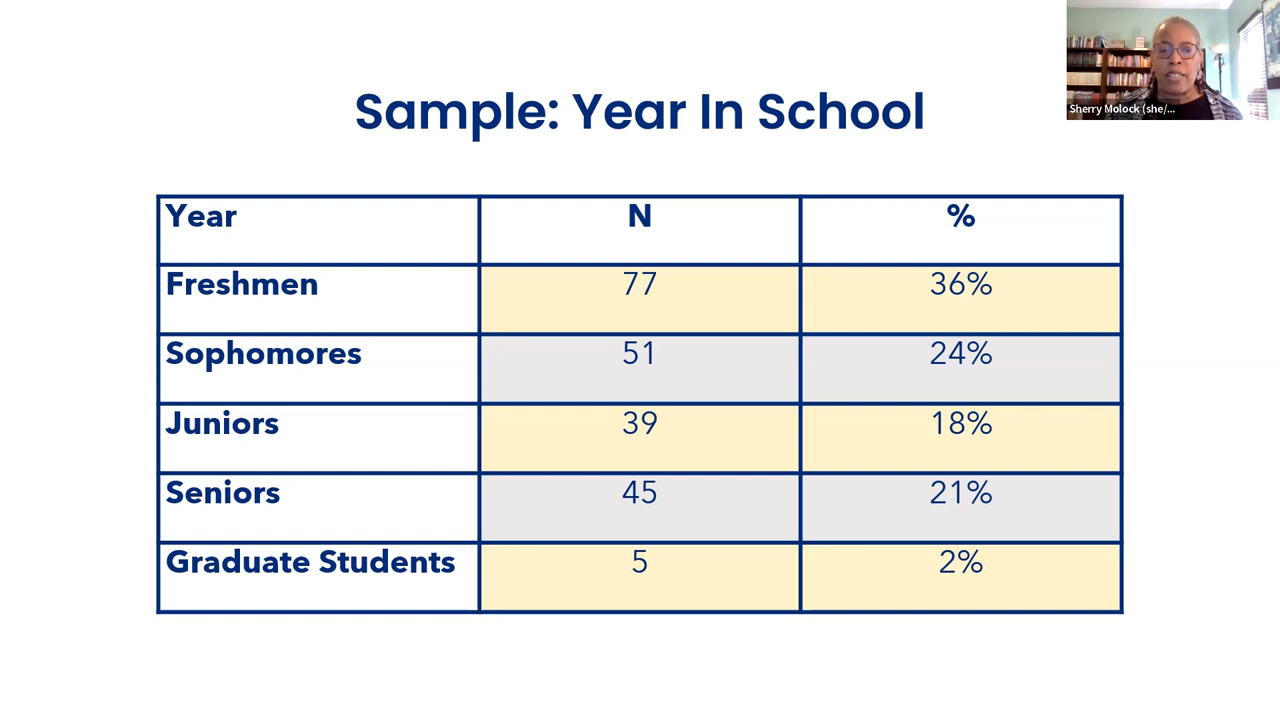 Sherry Molock (she/...
Sample: Year In School
Year N %
Freshmen 77 36%
Sophomores 51 24%
Juniors 39 18%
Seniors 45 21%
Graduate Students 5 2%